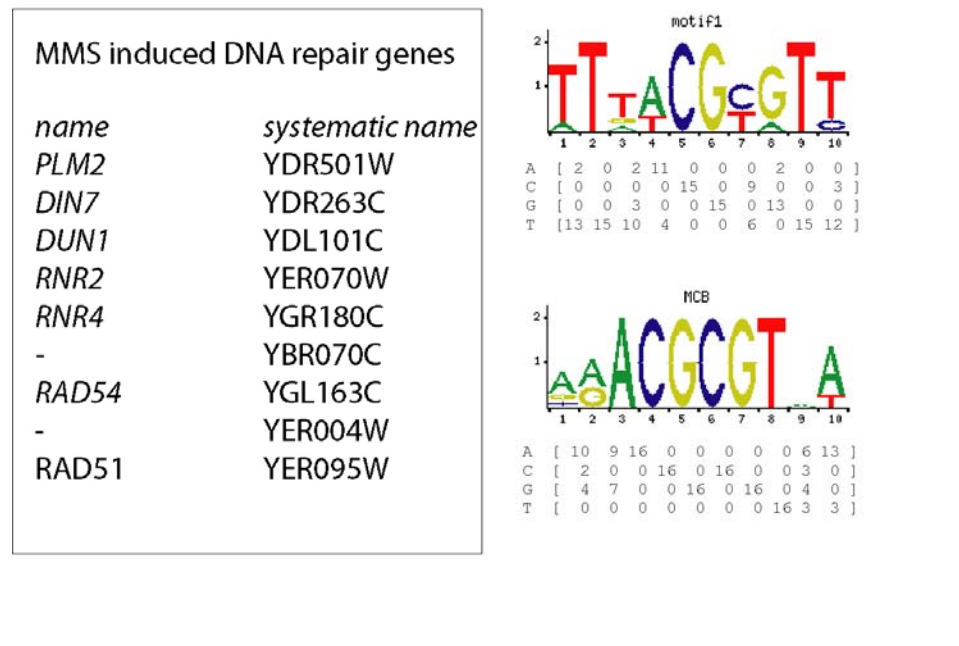 MMS induced DNA repair genes
name systematic name
PLM2 YDR501W
DIN7 YDR263C
DUN1 YDL101C
RNR2 YER070W
RNR4 YGR180C
- YBR070C
RAD54 YGL163C
- YER004W
RAD51 YER095W
motif1
2
1
TTTACGCGTT
1 2 3 4 5 6 7 8 9 10
A [ 2 0 2 11 0 0 0 2 0 0 ]
C [ 0 0 0 0 15 0 9 0 0 3 ]
G [ 0 0 3 0 0 15 0 13 0 0 ]
T [13 15 10 4 0 0 6 0 15 12 ]
MCB
2
1
AAACGCGT A
1 2 3 4 5 6 7 8 9 10
A [ 10 9 16 0 0 0 0 0 6 13 ]
C [ 2 0 0 16 0 16 0 0 3 0 ]
G [ 4 7 0 0 16 0 16 0 4 0 ]
T [ 0 0 0 0 0 0 0 16 3 3 ]